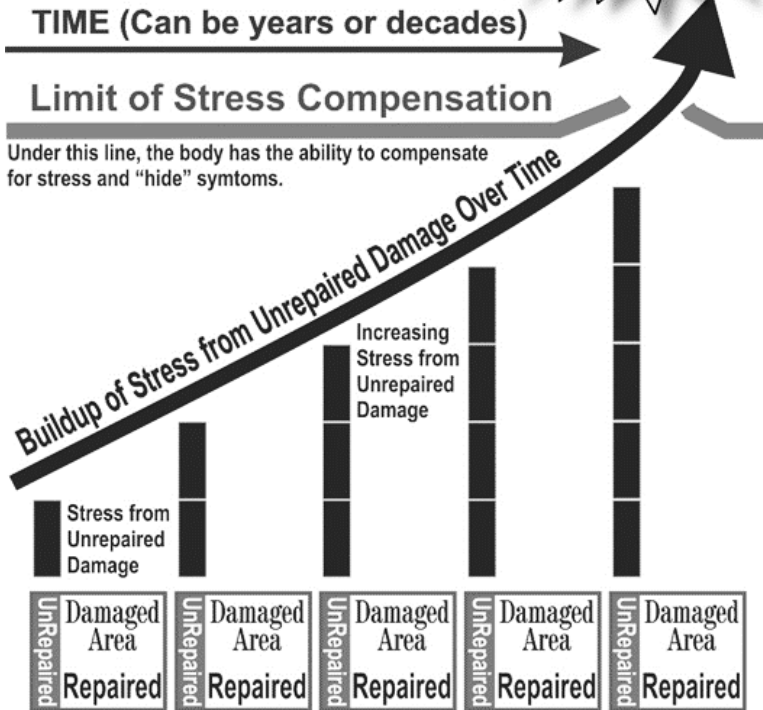 TIME (Can be years or decades)
Limit of Stress Compensation
Under this line, the body has the ability to compensate
for stress and “hide” symtoms.
Buildup of Stress from Unrepaired Damage Over Time
Increasing
Stress from
Unrepaired
Damage
Stress from
Unrepaired
Damage
UnRepaired
Damaged
Area
Repaired
UnRepaired
Damaged
Area
Repaired
UnRepaired
Damaged
Area
Repaired
UnRepaired
Damaged
Area
Repaired
UnRepaired
Damaged
Area
Repaired